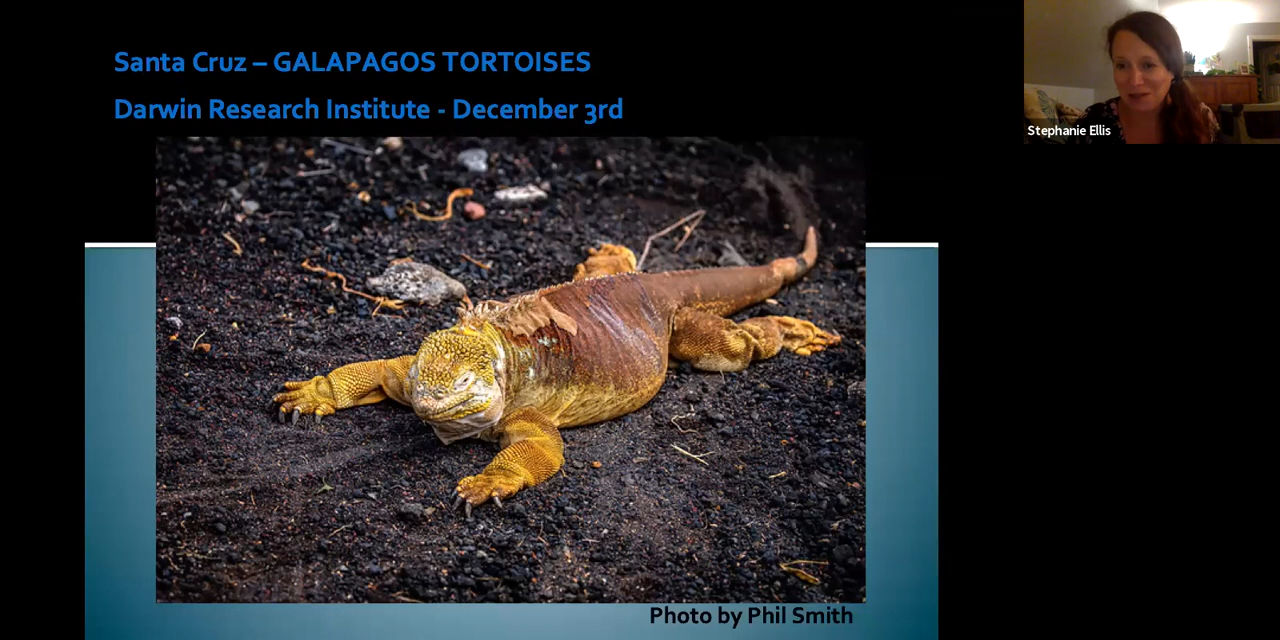 Santa Cruz – GALAPAGOS TORTOISES
Darwin Research Institute - December 3rd
Stephanie Ellis
Photo by Phil Smith